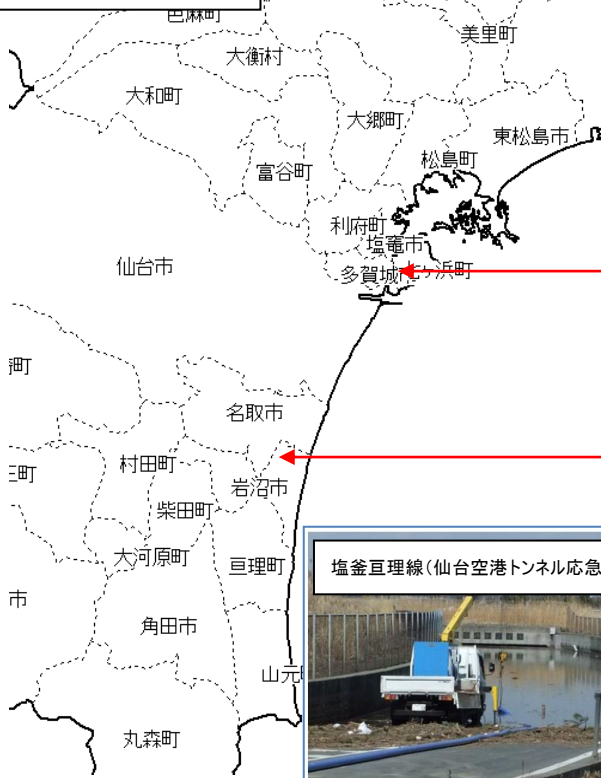 色麻町
美里町
大衡村
大和町
大郷町
東松島市
松島町
富谷町
利府町
塩竈市
仙台市
多賀城市
七ヶ浜町
名取市
村田町
岩沼市
柴田町
大河原町
亘理町
塩釜亘理線(仙台空港トンネル応急
市
角田市
山元
丸森町